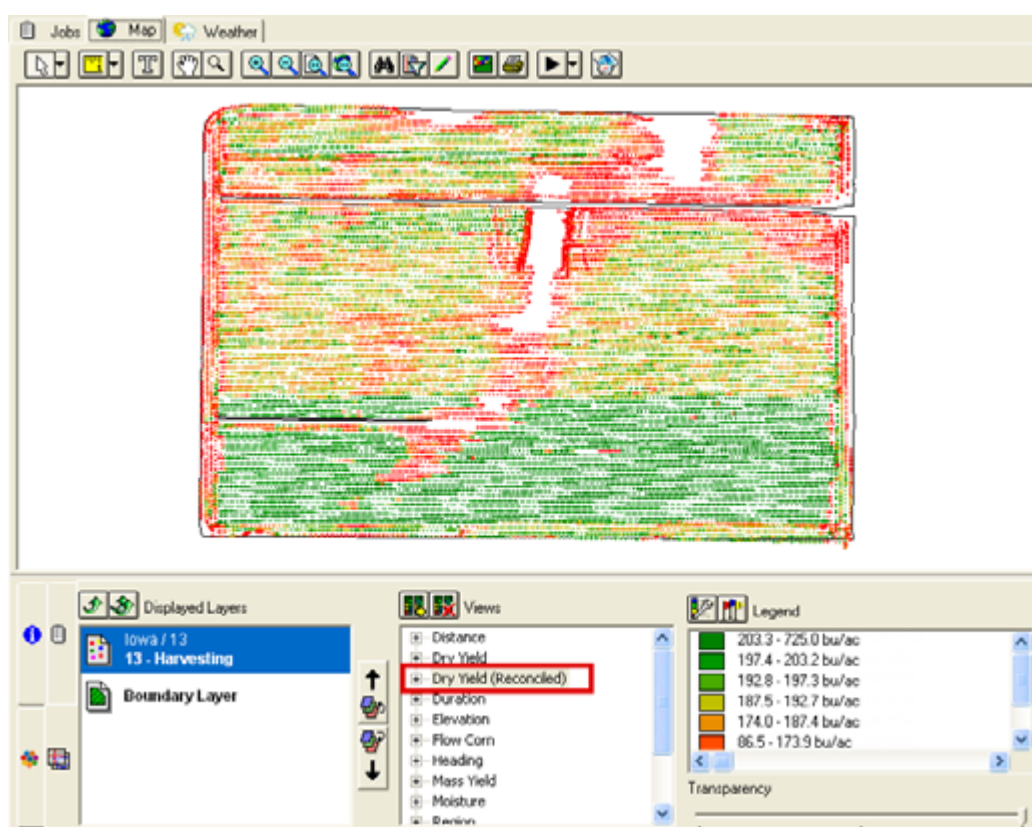 Jobs Map Weather
Displayed Layers
Iowa / 13
13 - Harvesting
Boundary Layer
Views
Distance
Dry Yield
Dry Yield (Reconciled)
Duration
Elevation
Flow Corn
Heading
Mass Yield
Moisture
Region
Legend
203.3 - 725.0 bu/ac
197.4 - 203.2 bu/ac
192.8 - 197.3 bu/ac
187.5 - 192.7 bu/ac
174.0 - 187.4 bu/ac
86.5 - 173.9 bu/ac
Transparency